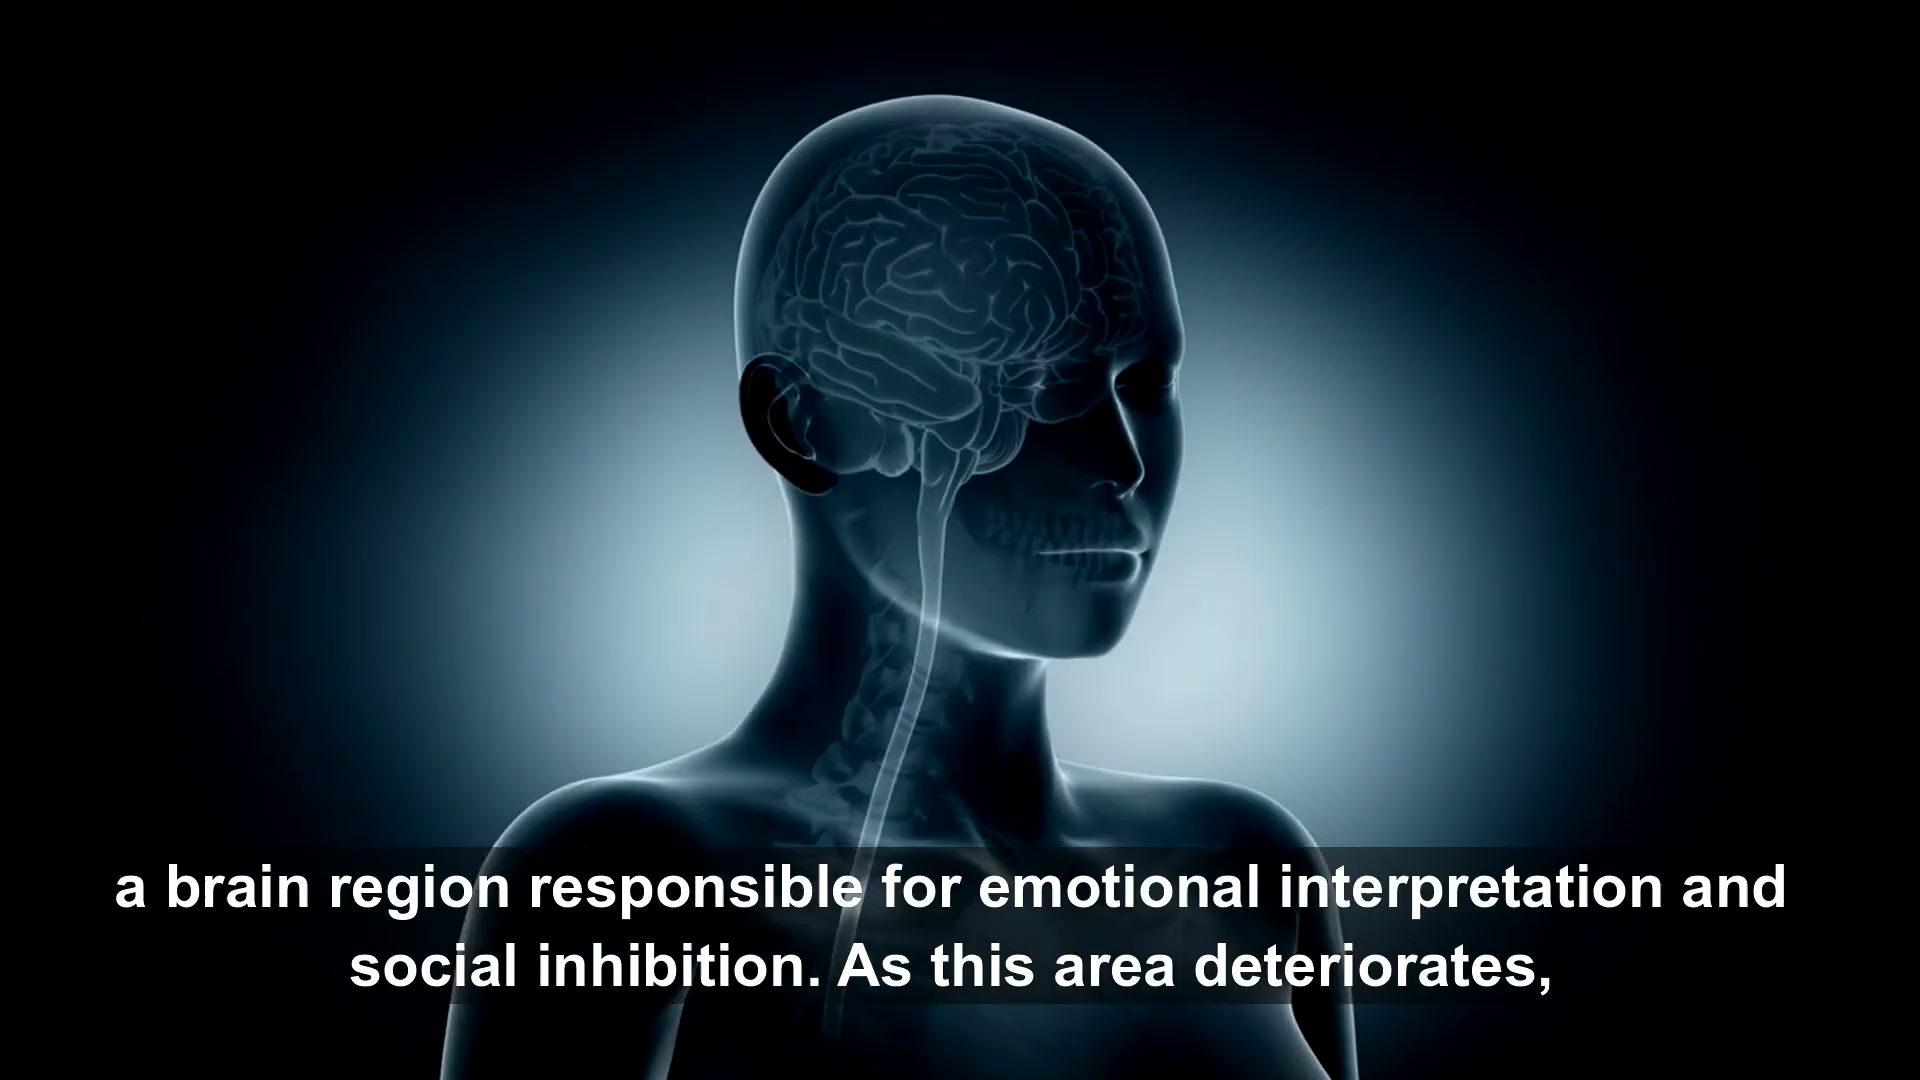 a brain region responsible for emotional interpretation and
social inhibition. As this area deteriorates,